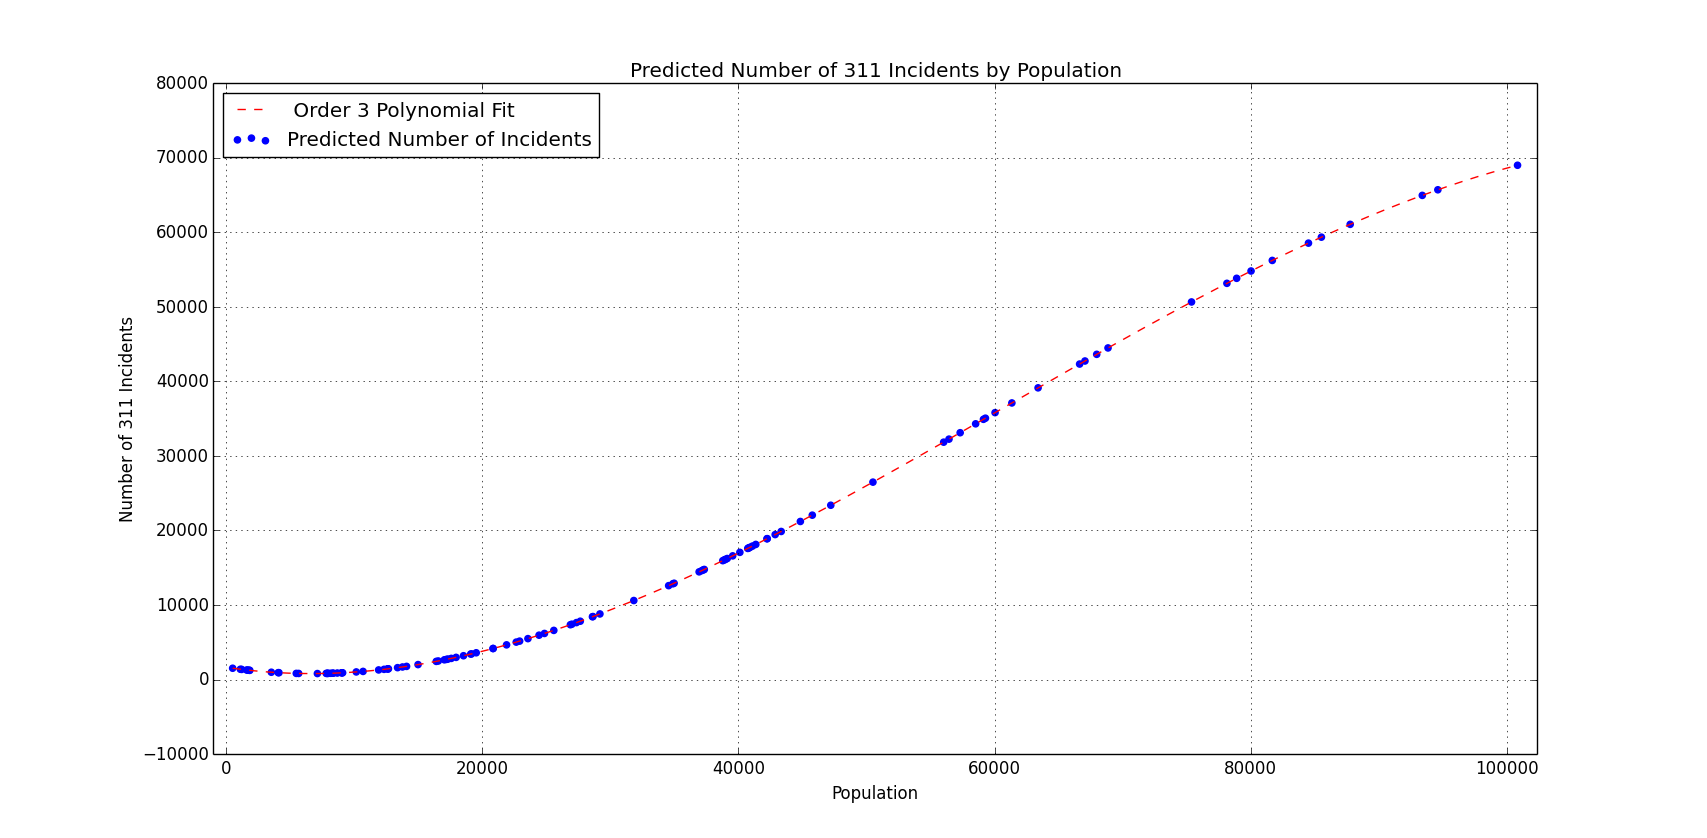 Predicted Number of 311 Incidents by Population
80000
70000
60000
50000
40000
30000
20000
10000
0
−10000
Order 3 Polynomial Fit
Predicted Number of Incidents
Number of 311 Incidents
0 20000 40000 60000 80000 100000
Population